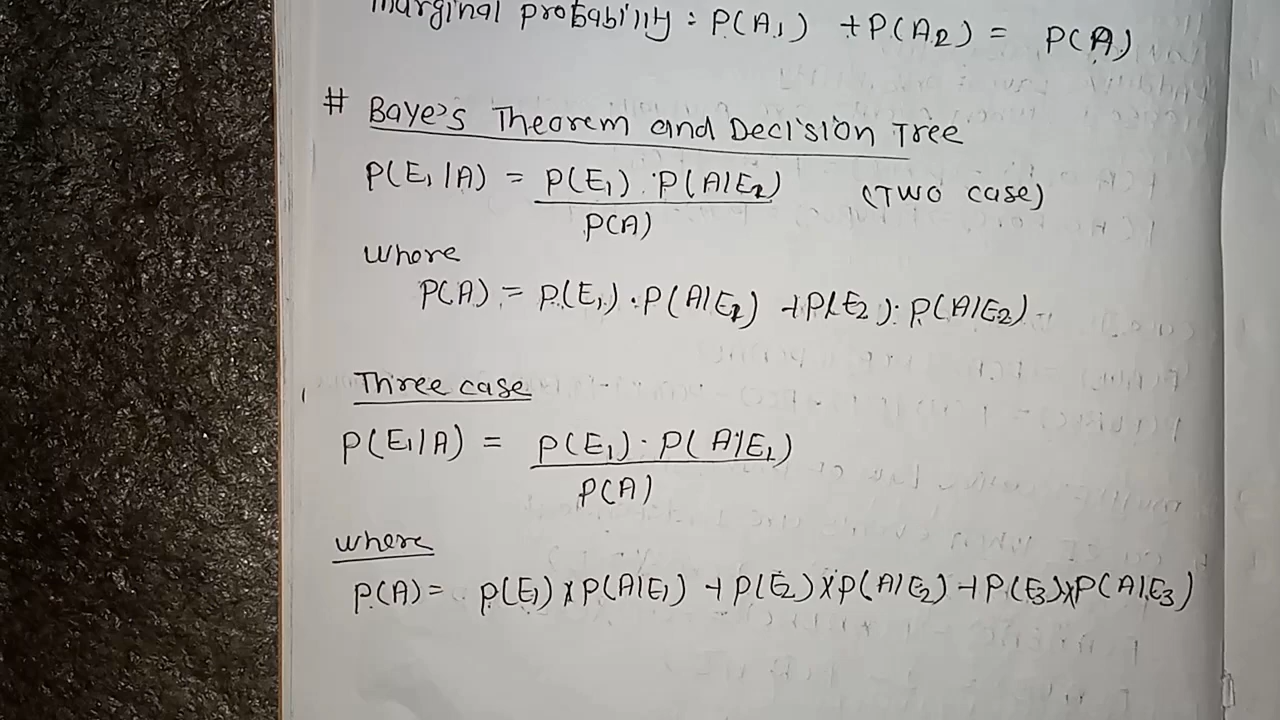 marginal probability : P(A1) + P(A2) = P(A)
# Baye's Theorem and Decision Tree
P(E1/A) = P(E1) . P(A/E2) (Two case)
P(A)
Where
P(A) = P(E1) . P(A/E2) + P(E2) . P(A/E2)
Three case
P(E1/A) = P(E1) . P(A/E1)
P(A)
where
P(A) = P(E1) x P(A/E1) + P(E2) x P(A/E2) + P(E3) x P(A/E3)